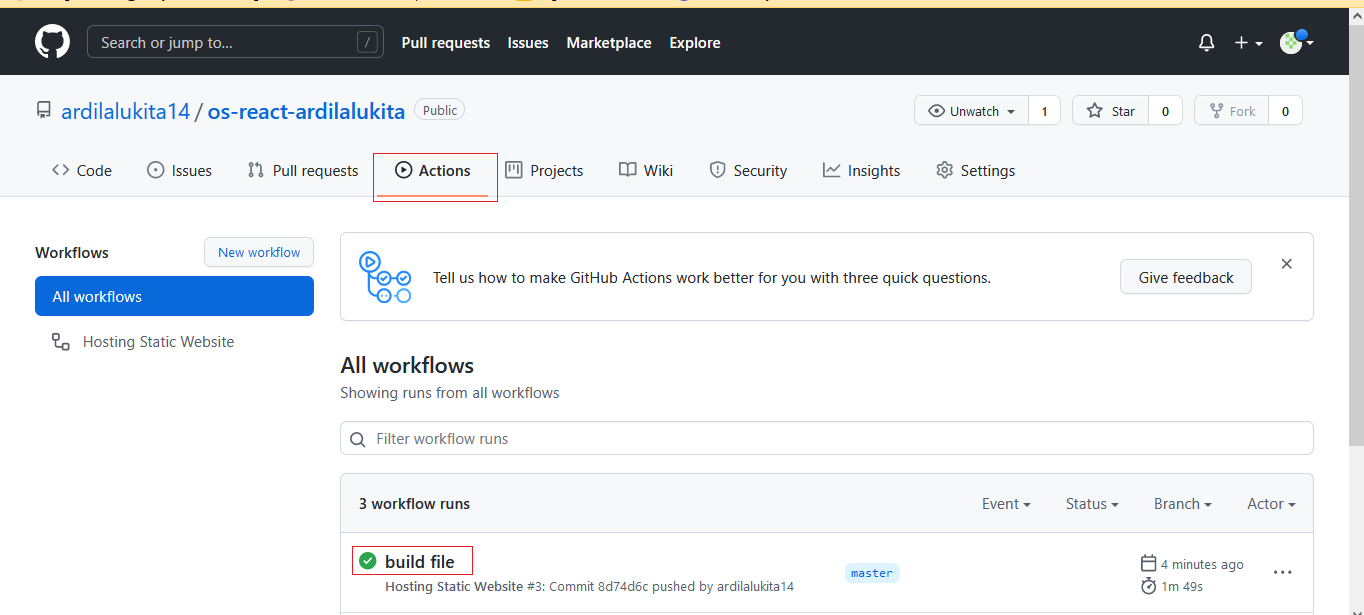 Search or jump to... / Pull requests Issues Marketplace Explore
ardilalukita14 / os-react-ardilalukita Public Unwatch 1 Star 0 Fork 0
Code Issues Pull requests Actions Projects Wiki Security Insights Settings
Workflows New workflow
All workflows
Hosting Static Website
Tell us how to make GitHub Actions work better for you with three quick questions. Give feedback
All workflows
Showing runs from all workflows
Filter workflow runs
3 workflow runs Event Status Branch Actor
build file
Hosting Static Website #3: Commit 8d74d6c pushed by ardilalukita14
master
4 minutes ago
1m 49s